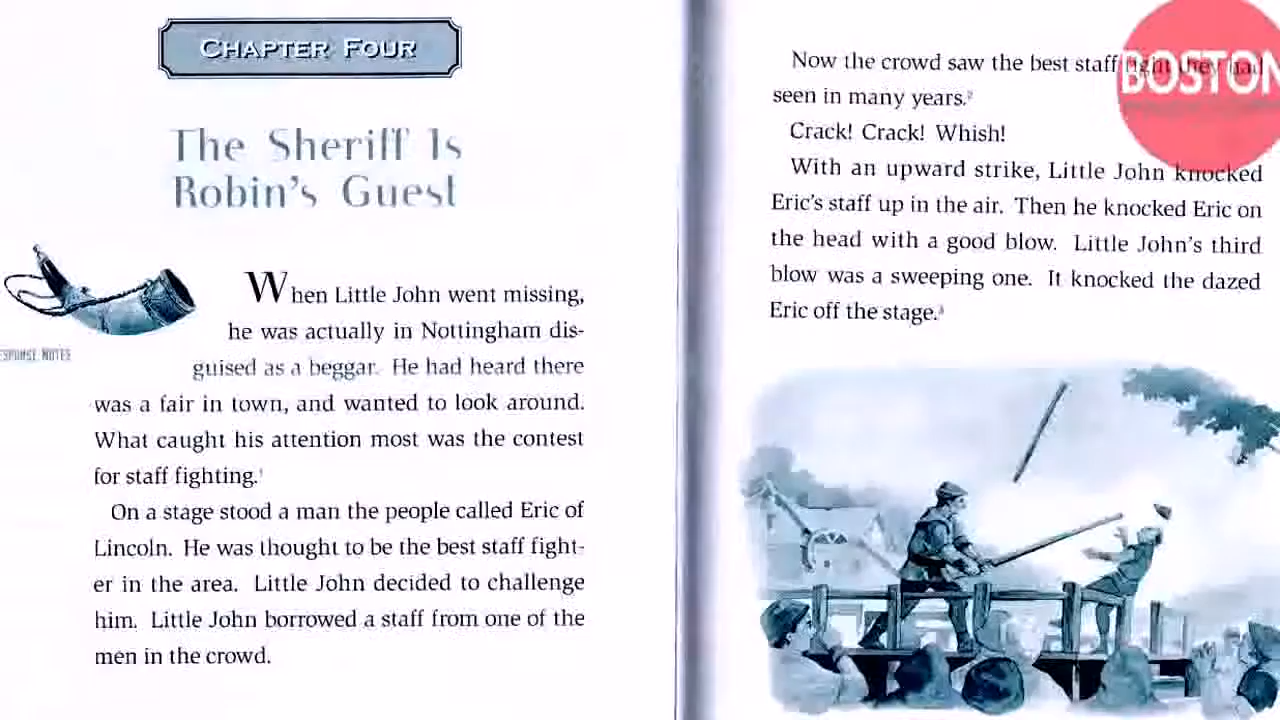 CHAPTER FOUR
The Sheriff Is
Robin's Guest
When Little John went missing,
he was actually in Nottingham dis-
guised as a beggar. He had heard there
was a fair in town, and wanted to look around.
What caught his attention most was the contest
for staff fighting.¹
On a stage stood a man the people called Eric of
Lincoln. He was thought to be the best staff fight-
er in the area. Little John decided to challenge
him. Little John borrowed a staff from one of the
men in the crowd.
NOTES
Now the crowd saw the best staff fight they had
seen in many years.²
Crack! Crack! Whish!
With an upward strike, Little John knocked
Eric's staff up in the air. Then he knocked Eric on
the head with a good blow. Little John's third
blow was a sweeping one. It knocked the dazed
Eric off the stage.³
BOSTON